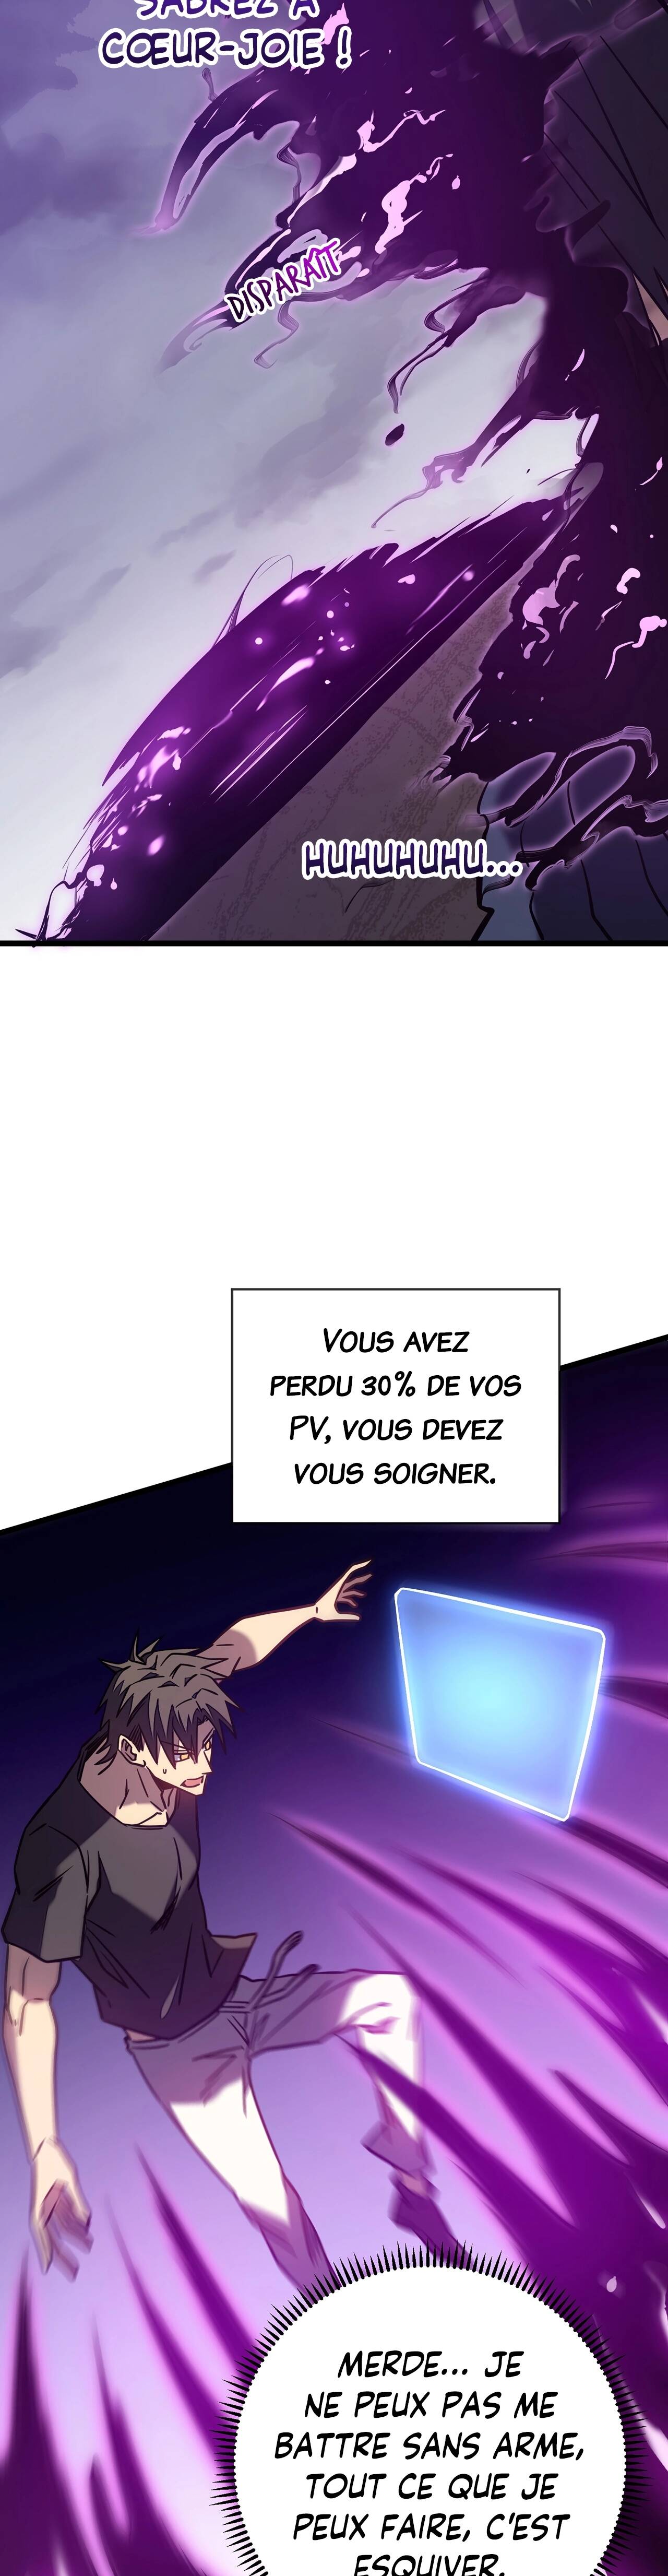 SABREZ À
CŒUR-JOIE !
DISPARAÎT
HUHUHUHU...
VOUS AVEZ
PERDU 30% DE VOS
PV, VOUS DEVEZ
VOUS SOIGNER.
MERDE... JE
NE PEUX PAS ME
BATTRE SANS ARME,
TOUT CE QUE JE
PEUX FAIRE, C'EST
ESQUIVER.